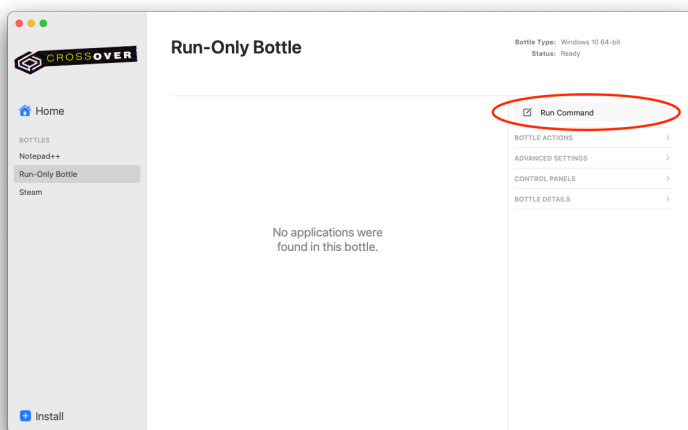 CROSSOVER
Home
BOTTLES
Notepad++
Run-Only Bottle
Steam
Install
Run-Only Bottle
Bottle Type: Windows 10 64-bit
Status: Ready
No applications were
found in this bottle.
Run Command
BOTTLE ACTIONS
ADVANCED SETTINGS
CONTROL PANELS
BOTTLE DETAILS